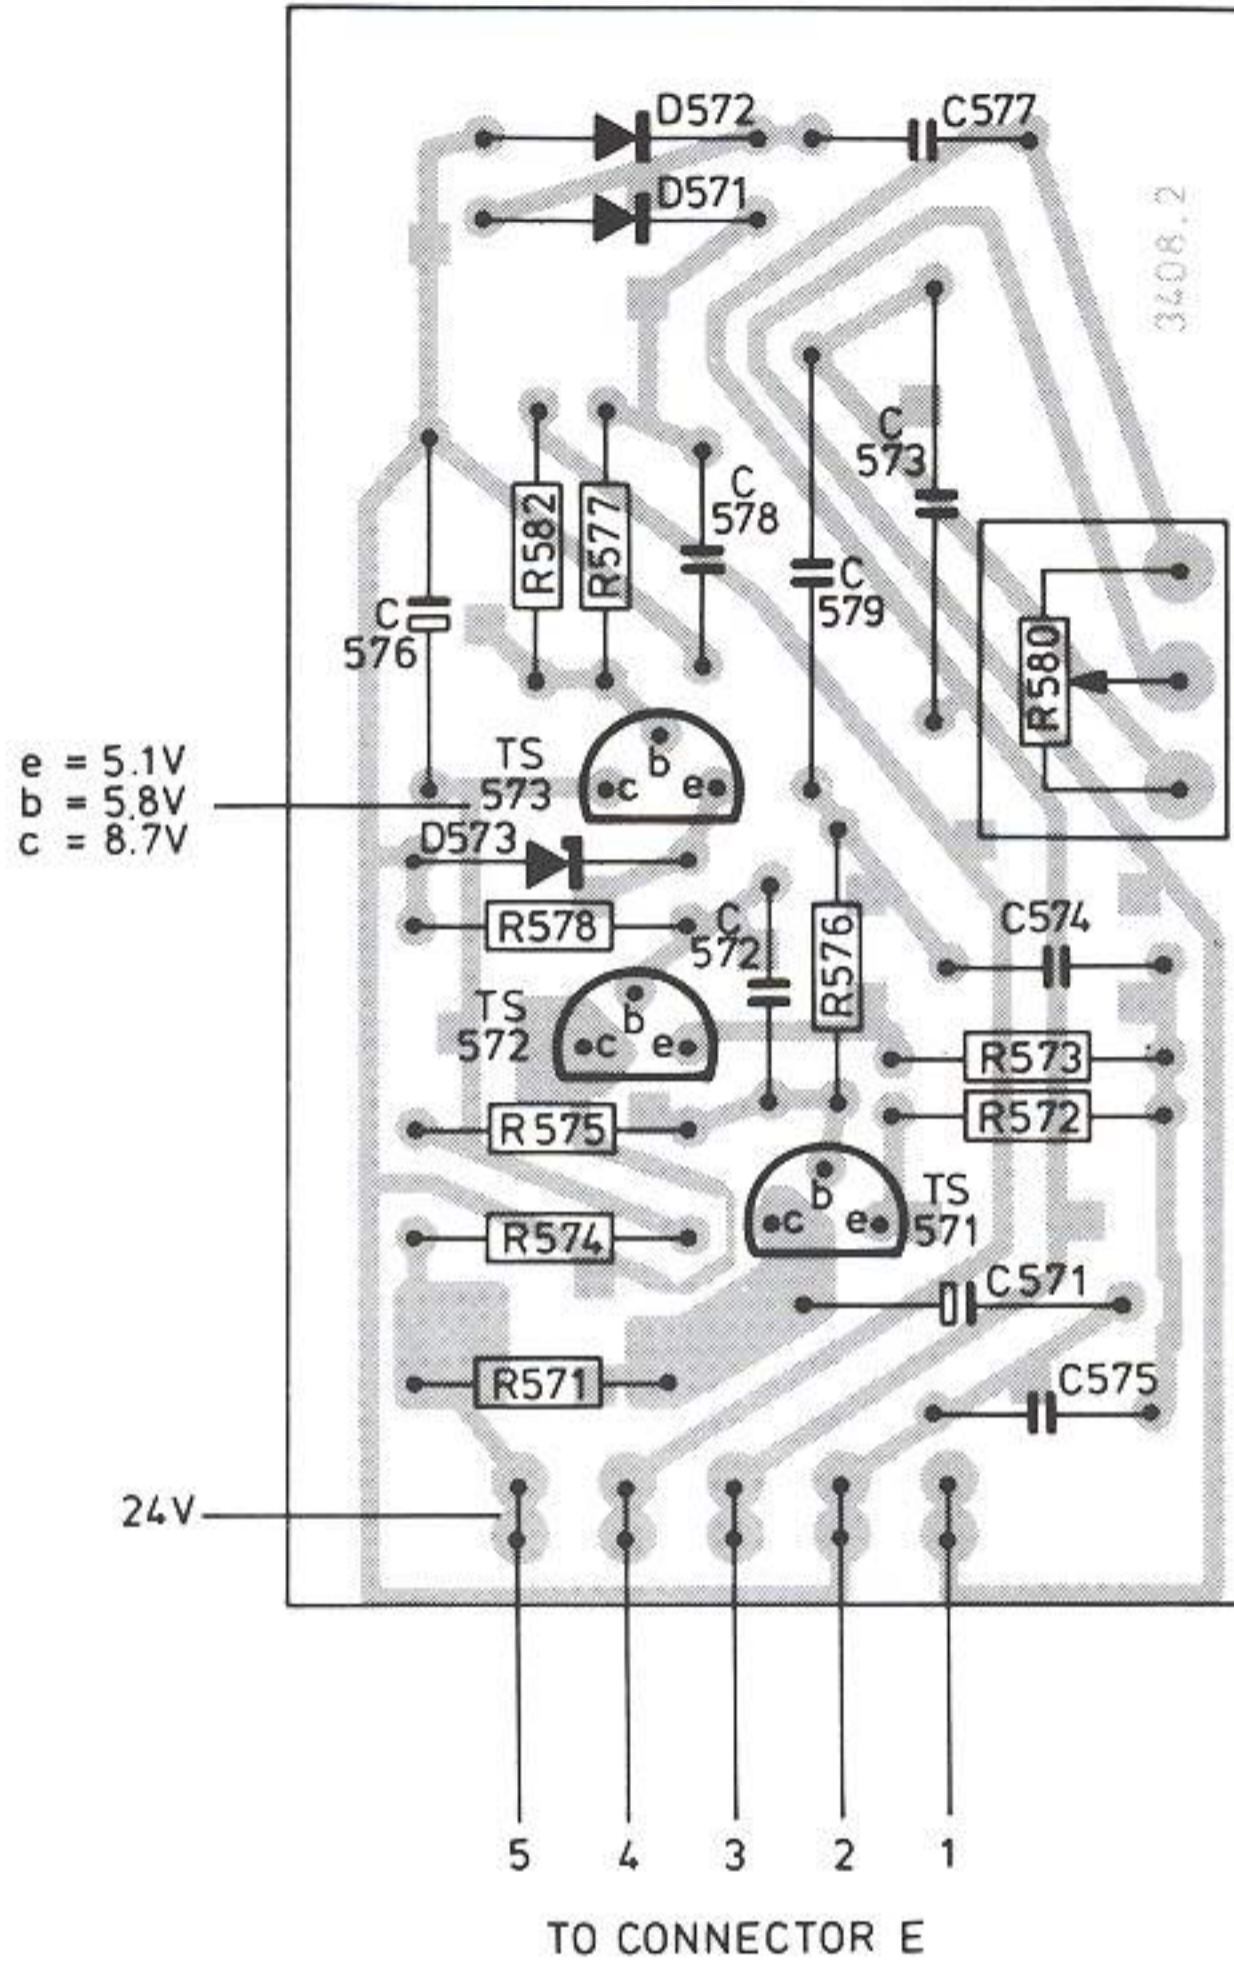 D572
C577
D571
3408.2
C
573
R582
R577
C
578
C
579
C
576
R580
e = 5.1V
b = 5.8V
c = 8.7V
TS
573
b
c
e
D573
R578
C
572
R576
C574
TS
572
b
c
e
R573
R575
R572
b
c
e
TS
571
R574
C571
R571
C575
24V
5
4
3
2
1
TO CONNECTOR E